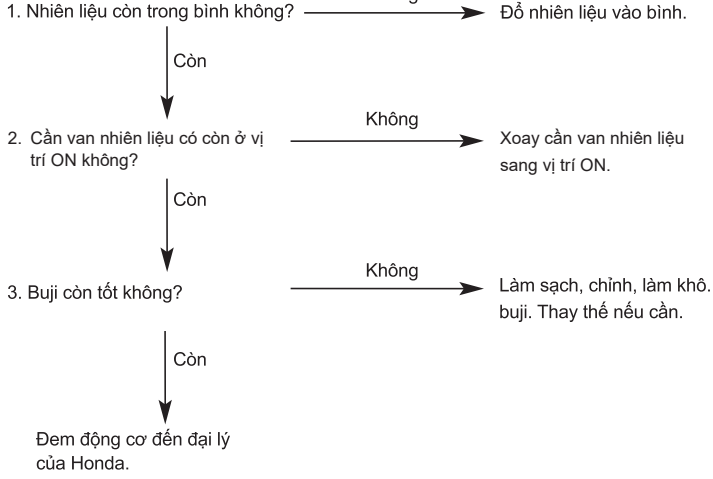 1. Nhiên liệu còn trong bình không?
Đổ nhiên liệu vào bình.
Còn
2. Cần van nhiên liệu có còn ở vị
trí ON không?
Không
Xoay cần van nhiên liệu
sang vị trí ON.
Còn
3. Buji còn tốt không?
Không
Làm sạch, chỉnh, làm khô.
buji. Thay thế nếu cần.
Còn
Đem động cơ đến đại lý
của Honda.